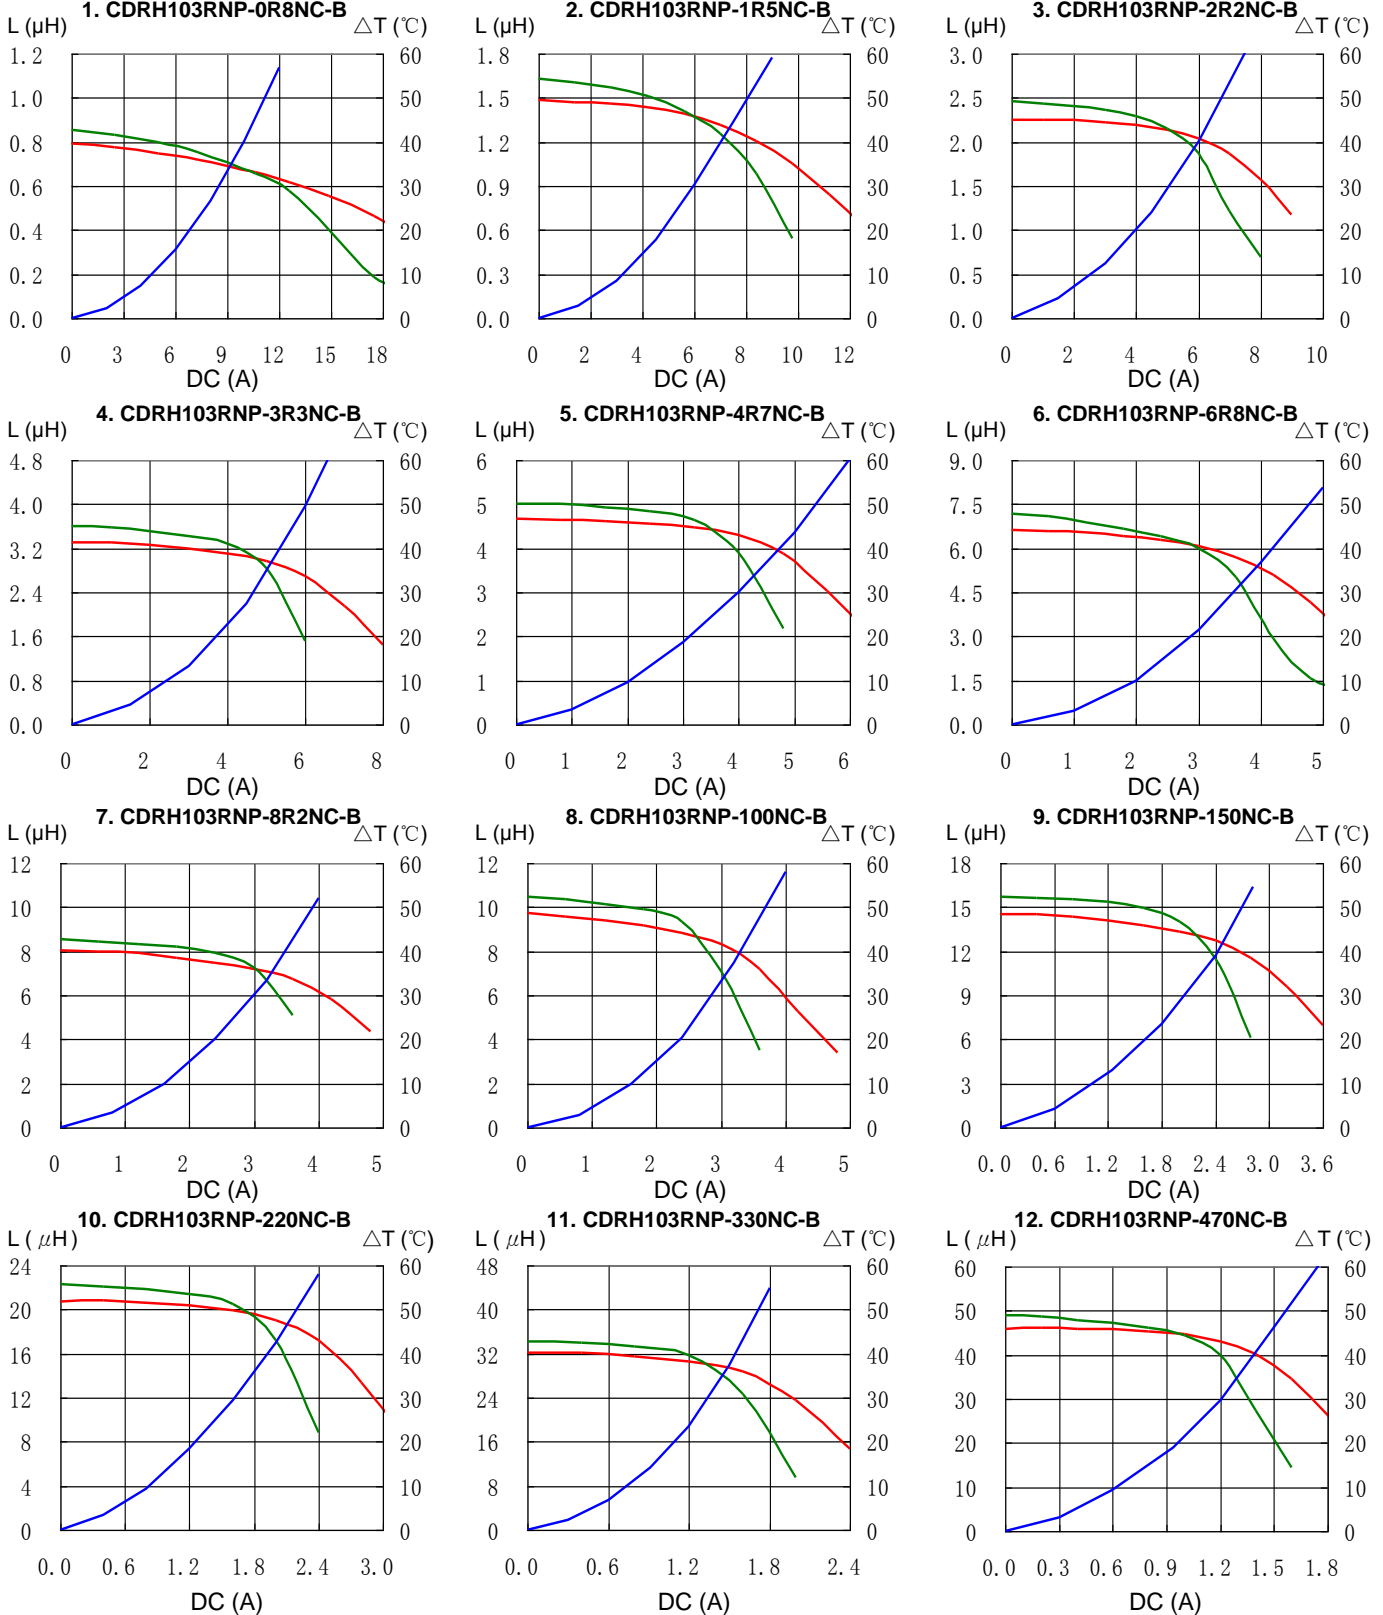 1. CDRH103RNP-0R8NC-B
L (µH) △T (℃)
1.2 60
1.0 50
0.8 40
0.6 30
0.4 20
0.2 10
0.0 0
0 3 6 9 12 15 18
DC (A)
2. CDRH103RNP-1R5NC-B
L (µH) △T (℃)
1.8 60
1.5 50
1.2 40
0.9 30
0.6 20
0.3 10
0.0 0
0 2 4 6 8 10 12
DC (A)
3. CDRH103RNP-2R2NC-B
L (µH) △T (℃)
3.0 60
2.5 50
2.0 40
1.5 30
1.0 20
0.5 10
0.0 0
0 2 4 6 8 10
DC (A)
4. CDRH103RNP-3R3NC-B
L (µH) △T (℃)
4.8 60
4.0 50
3.2 40
2.4 30
1.6 20
0.8 10
0.0 0
0 2 4 6 8
DC (A)
5. CDRH103RNP-4R7NC-B
L (µH) △T (℃)
6 60
5 50
4 40
3 30
2 20
1 10
0 0
0 1 2 3 4 5 6
DC (A)
6. CDRH103RNP-6R8NC-B
L (µH) △T (℃)
9.0 60
7.5 50
6.0 40
4.5 30
3.0 20
1.5 10
0.0 0
0 1 2 3 4 5
DC (A)
7. CDRH103RNP-8R2NC-B
L (µH) △T (℃)
12 60
10 50
8 40
6 30
4 20
2 10
0 0
0 1 2 3 4 5
DC (A)
8. CDRH103RNP-100NC-B
L (µH) △T (℃)
12 60
10 50
8 40
6 30
4 20
2 10
0 0
0 1 2 3 4 5
DC (A)
9. CDRH103RNP-150NC-B
L (µH) △T (℃)
18 60
15 50
12 40
9 30
6 20
3 10
0 0
0.0 0.6 1.2 1.8 2.4 3.0 3.6
DC (A)
10. CDRH103RNP-220NC-B
L ( µH) △T (℃)
24 60
20 50
16 40
12 30
8 20
4 10
0 0
0.0 0.6 1.2 1.8 2.4 3.0
DC (A)
11. CDRH103RNP-330NC-B
L ( µH) △T (℃)
48 60
40 50
32 40
24 30
16 20
8 10
0 0
0.0 0.6 1.2 1.8 2.4
DC (A)
12. CDRH103RNP-470NC-B
L ( µH) △T (℃)
60 60
50 50
40 40
30 30
20 20
10 10
0 0
0.0 0.3 0.6 0.9 1.2 1.5 1.8
DC (A)